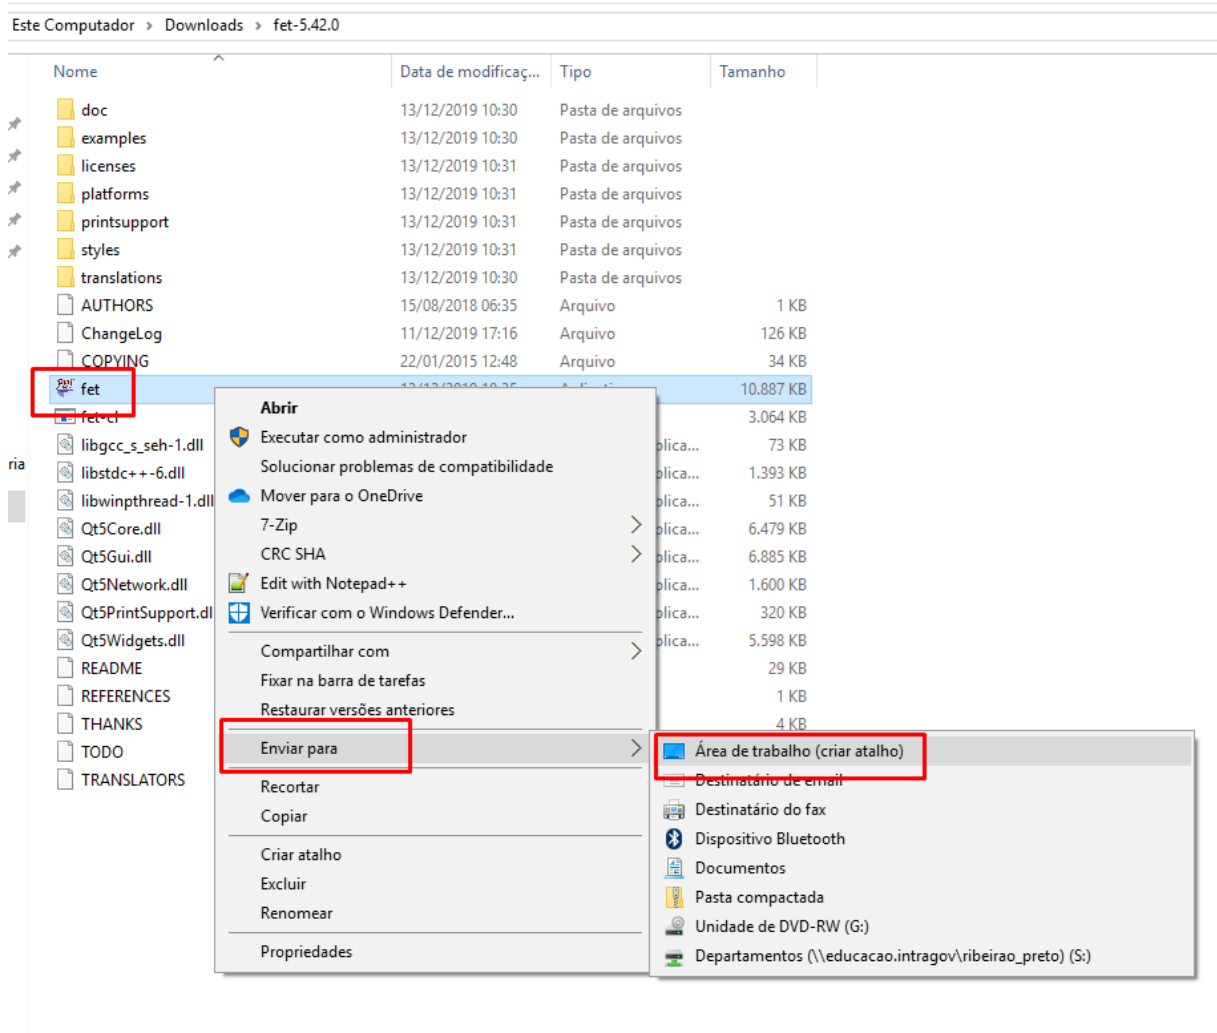 Este Computador > Downloads > fet-5.42.0
Nome Data de modificaç... Tipo Tamanho
doc 13/12/2019 10:30 Pasta de arquivos
examples 13/12/2019 10:30 Pasta de arquivos
licenses 13/12/2019 10:31 Pasta de arquivos
platforms 13/12/2019 10:31 Pasta de arquivos
printsupport 13/12/2019 10:31 Pasta de arquivos
styles 13/12/2019 10:31 Pasta de arquivos
translations 13/12/2019 10:30 Pasta de arquivos
AUTHORS 15/08/2018 06:35 Arquivo 1 KB
ChangeLog 11/12/2019 17:16 Arquivo 126 KB
COPYING 22/01/2015 12:48 Arquivo 34 KB
fet 10.887 KB
fet-cl 3.064 KB
libgcc_s_seh-1.dll plica... 73 KB
ria
libstdc++-6.dll plica... 1.393 KB
libwinpthread-1.dll plica... 51 KB
Qt5Core.dll plica... 6.479 KB
Qt5Gui.dll plica... 6.885 KB
Qt5Network.dll plica... 1.600 KB
Qt5PrintSupport.dl plica... 320 KB
Qt5Widgets.dll plica... 5.598 KB
README 29 KB
REFERENCES 1 KB
THANKS 4 KB
TODO
TRANSLATORS
Abrir
Executar como administrador
Solucionar problemas de compatibilidade
Mover para o OneDrive
7-Zip
CRC SHA
Edit with Notepad++
Verificar com o Windows Defender...
Compartilhar com
Fixar na barra de tarefas
Restaurar versões anteriores
Enviar para
Recortar
Copiar
Criar atalho
Excluir
Renomear
Propriedades
Área de trabalho (criar atalho)
Destinatário de email
Destinatário do fax
Dispositivo Bluetooth
Documentos
Pasta compactada
Unidade de DVD-RW (G:)
Departamentos (\\educacao.intragov\ribeirao_preto) (S:)